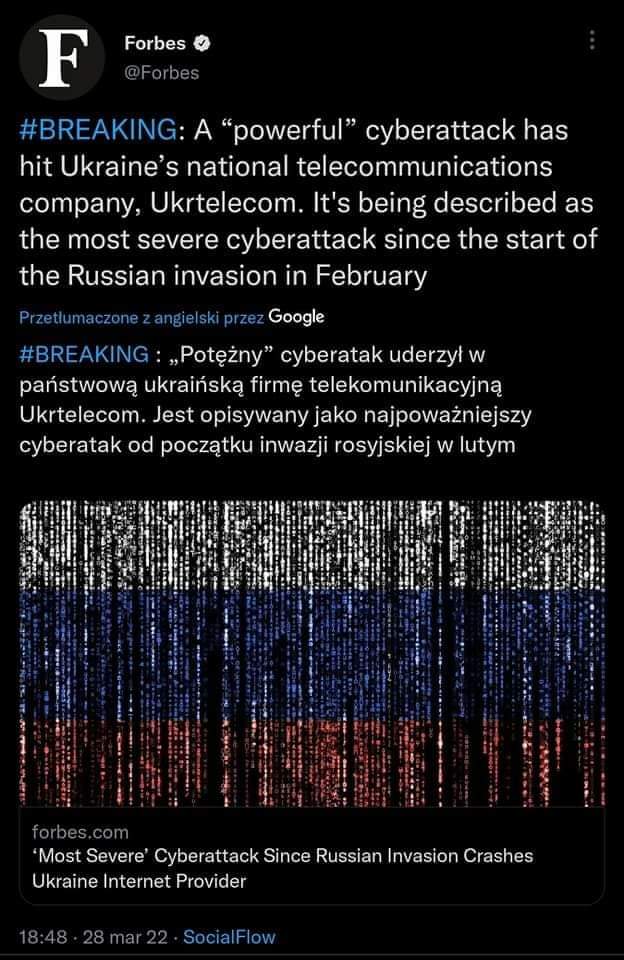 F
Forbes
@Forbes
#BREAKING: A “powerful” cyberattack has
hit Ukraine’s national telecommunications
company, Ukrtelecom. It's being described as
the most severe cyberattack since the start of
the Russian invasion in February
Przetłumaczone z angielski przez Google
#BREAKING : „Potężny” cyberatak uderzył w
państwową ukraińską firmę telekomunikacyjną
Ukrtelecom. Jest opisywany jako najpoważniejszy
cyberatak od początku inwazji rosyjskiej w lutym
forbes.com
‘Most Severe’ Cyberattack Since Russian Invasion Crashes
Ukraine Internet Provider
18:48 · 28 mar 22 · SocialFlow